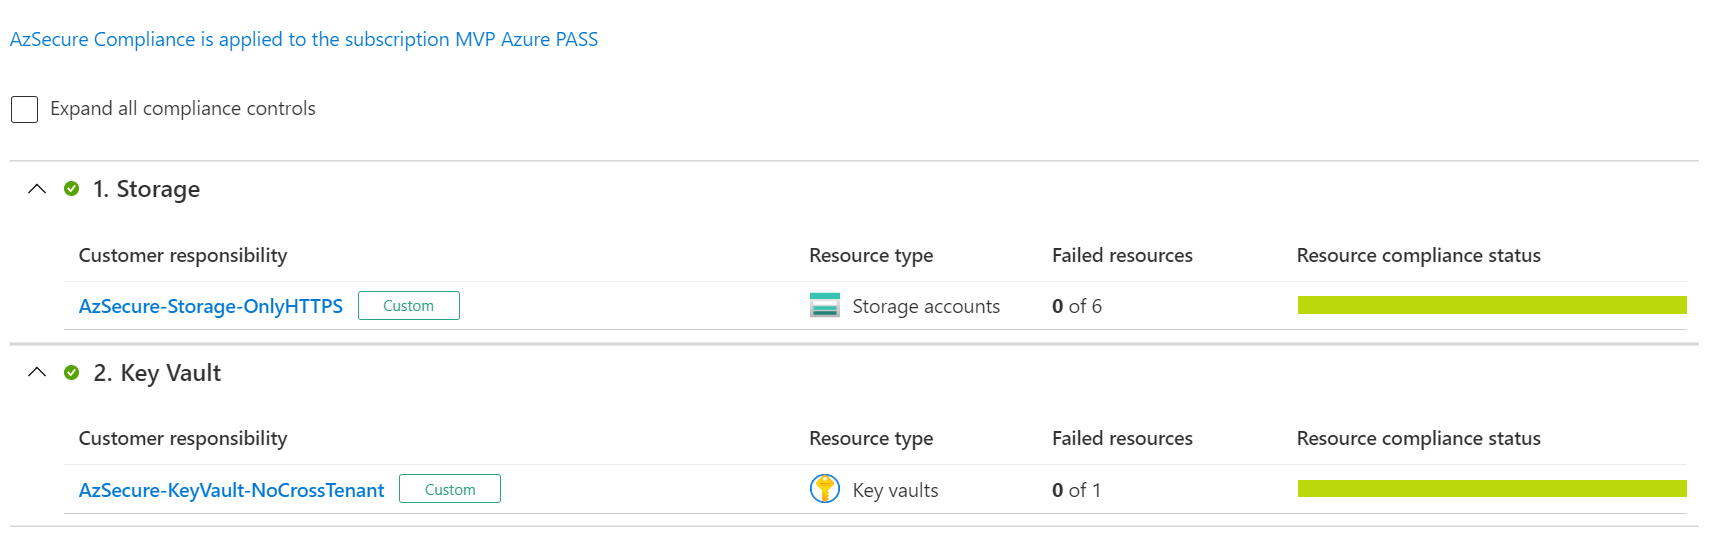 AzSecure Compliance is applied to the subscription MVP Azure PASS
Expand all compliance controls
1. Storage
Customer responsibility Resource type Failed resources Resource compliance status
AzSecure-Storage-OnlyHTTPS Custom Storage accounts 0 of 6
2. Key Vault
Customer responsibility Resource type Failed resources Resource compliance status
AzSecure-KeyVault-NoCrossTenant Custom Key vaults 0 of 1